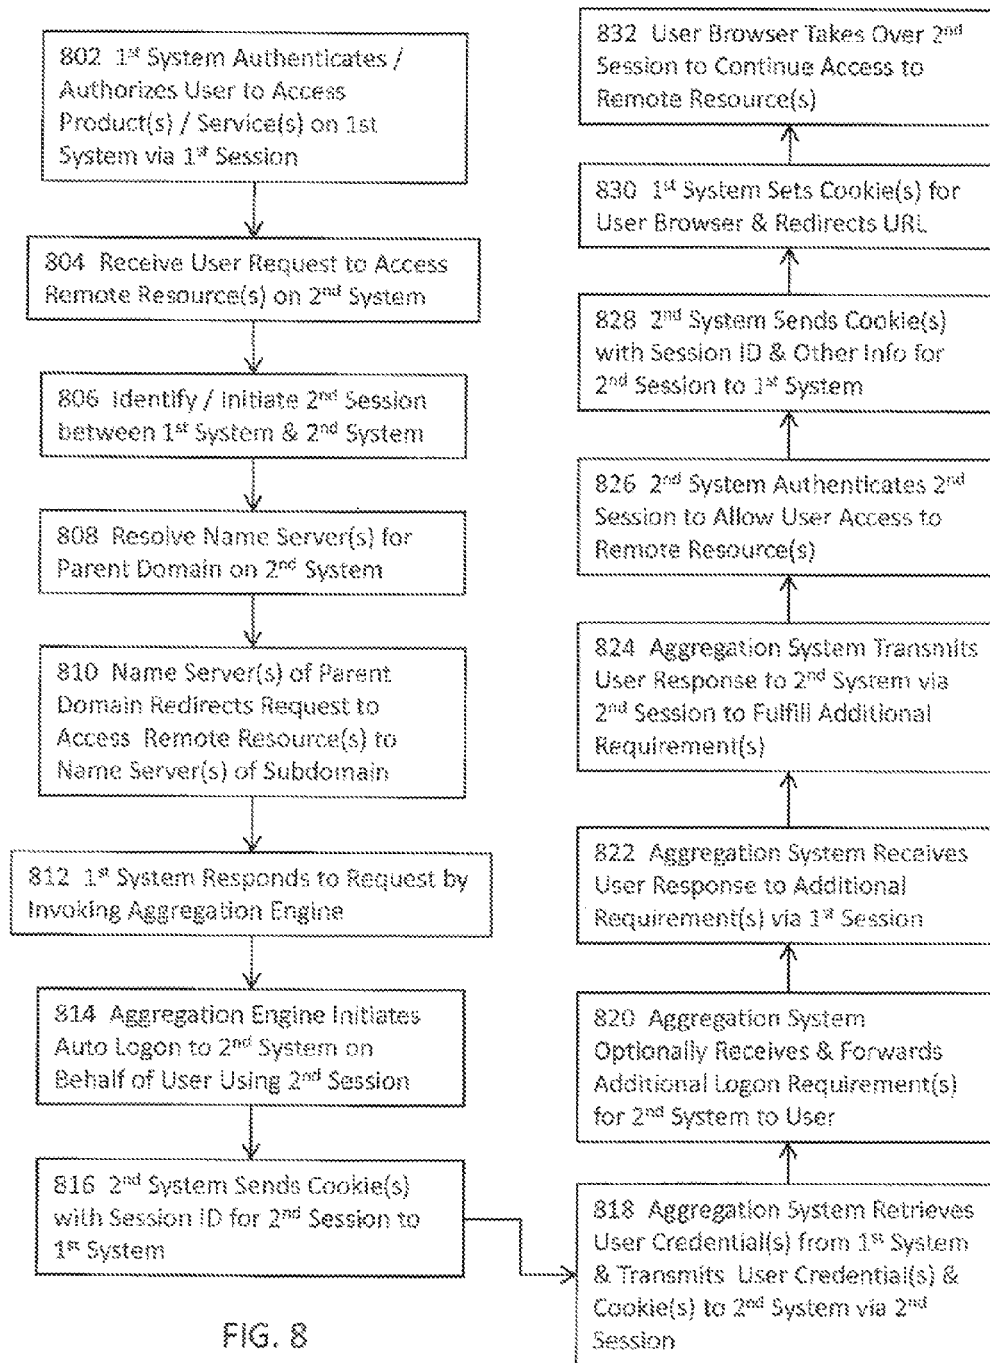 802 1st System Authenticates /
Authorizes User to Access
Product(s) / Service(s) on 1st
System via 1st Session
804 Receive User Request to Access
Remote Resource(s) on 2nd System
806 Identify / Initiate 2nd Session
between 1st System & 2nd System
808 Resolve Name Server(s) for
Parent Domain on 2nd System
810 Name Server(s) of Parent
Domain Redirects Request to
Access Remote Resource(s) to
Name Server(s) of Subdomain
812 1st System Responds to Request by
Invoking Aggregation Engine
814 Aggregation Engine Initiates
Auto Logon to 2nd System on
Behalf of User Using 2nd Session
816 2nd System Sends Cookie(s)
with Session ID for 2nd Session to
1st System
818 Aggregation System Retrieves
User Credential(s) from 1st System
& Transmits User Credential(s) &
Cookie(s) to 2nd System via 2nd
Session
820 Aggregation System
Optionally Receives & Forwards
Additional Logon Requirement(s)
for 2nd System to User
822 Aggregation System Receives
User Response to Additional
Requirement(s) via 1st Session
824 Aggregation System Transmits
User Response to 2nd System via
2nd Session to Fulfill Additional
Requirement(s)
826 2nd System Authenticates 2nd
Session to Allow User Access to
Remote Resource(s)
828 2nd System Sends Cookie(s)
with Session ID & Other Info for
2nd Session to 1st System
830 1st System Sets Cookie(s) for
User Browser & Redirects URL
832 User Browser Takes Over 2nd
Session to Continue Access to
Remote Resource(s)
FIG. 8